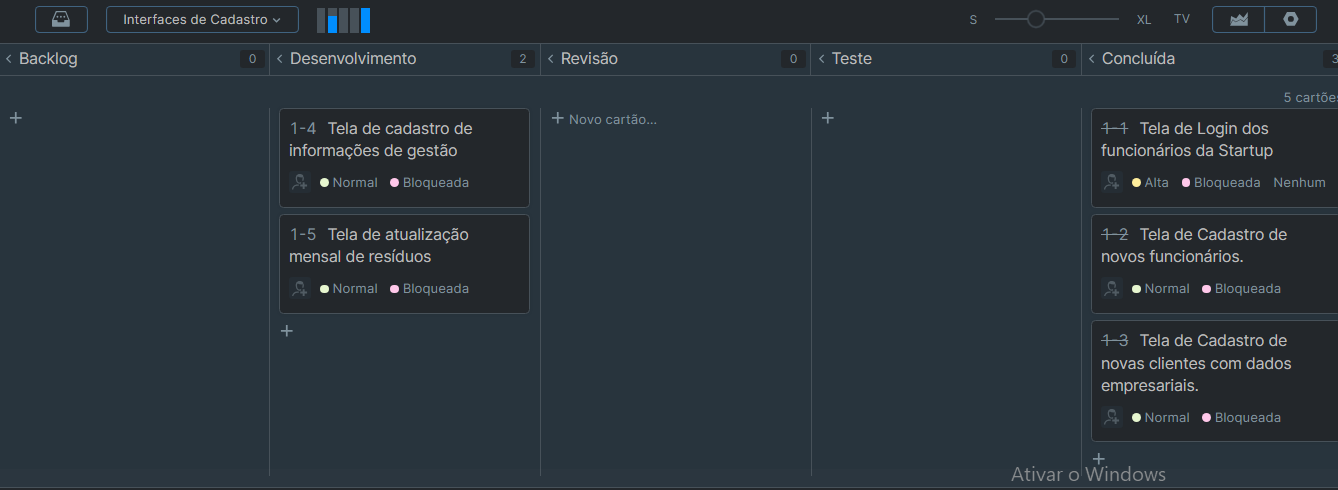 Interfaces de Cadastro
S
XL
TV
Backlog
0
Desenvolvimento
2
Revisão
0
Teste
0
Concluída
3
5 cartões
1-4 Tela de cadastro de
informações de gestão
Normal
Bloqueada
1-5 Tela de atualização
mensal de resíduos
Normal
Bloqueada
Novo cartão...
1-1 Tela de Login dos
funcionários da Startup
Alta
Bloqueada
Nenhum
1-2 Tela de Cadastro de
novos funcionários.
Normal
Bloqueada
1-3 Tela de Cadastro de
novas clientes com dados
empresariais.
Normal
Bloqueada
Ativar o Windows